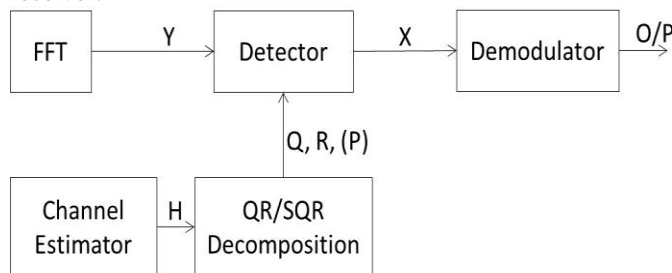 FFT
Y
Detector
X
Demodulator
O/P
Q, R, (P)
Channel
Estimator
H
QR/SQR
Decomposition